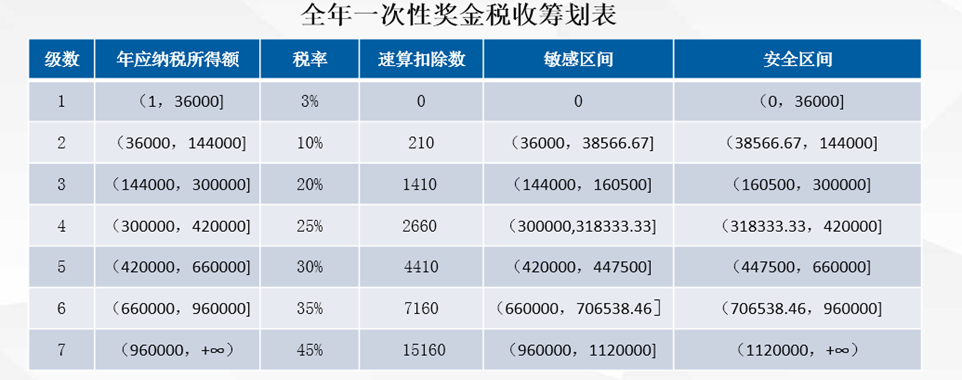 全年一次性奖金税收筹划表
级数 年应纳税所得额 税率 速算扣除数 敏感区间 安全区间
1 （1，36000] 3% 0 0 （0，36000]
2 （36000，144000] 10% 210 （36000，38566.67] （38566.67，144000]
3 （144000，300000] 20% 1410 （144000，160500] （160500，300000]
4 （300000，420000] 25% 2660 （300000,318333.33] （318333.33，420000]
5 （420000，660000] 30% 4410 （420000，447500] （447500，660000]
6 （660000，960000] 35% 7160 （660000，706538.46］ （706538.46，960000]
7 （960000，+∞） 45% 15160 （960000，1120000] （1120000，+∞）